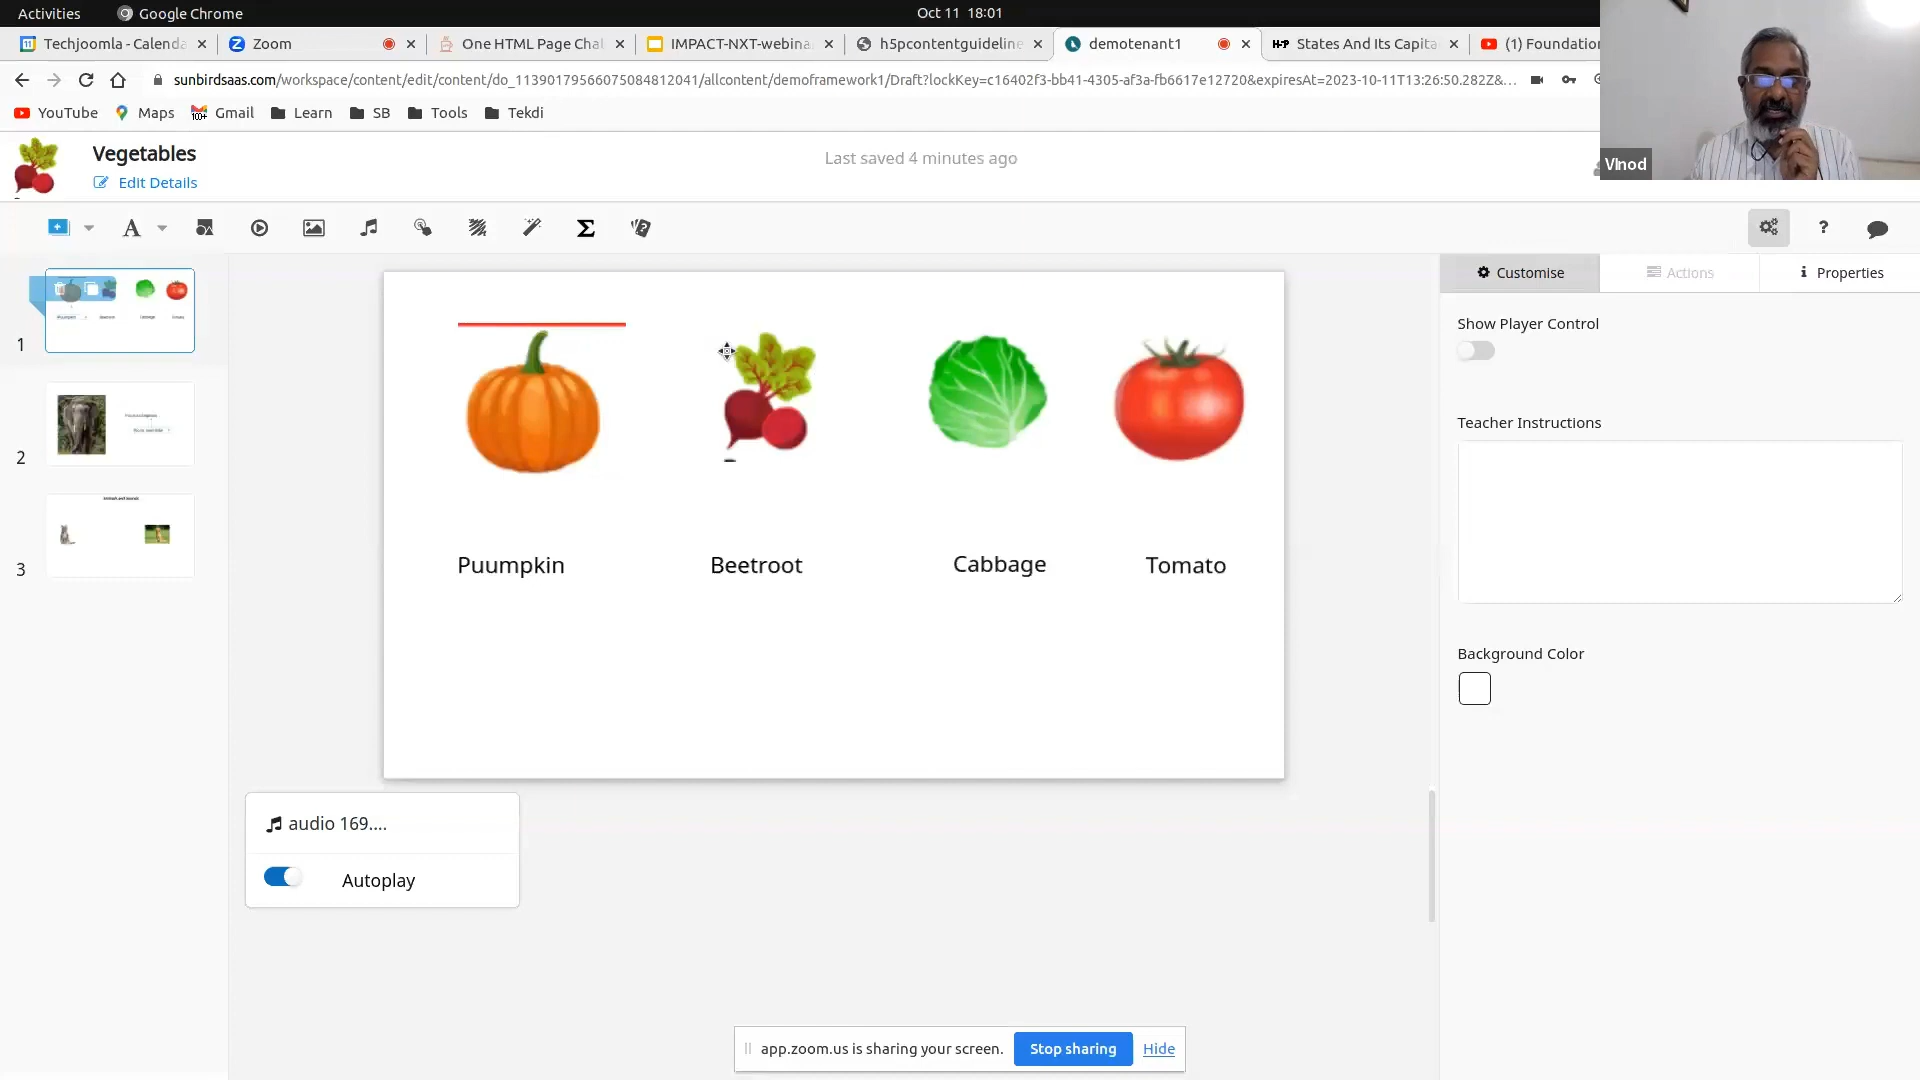 Activities
Google Chrome
Oct 11 18:01
Techjoomla - Calenda
Zoom
One HTML Page Chal
IMPACT-NXT-webina
h5pcontentguideline
demotenant1
H-P States And Its Capita
(1) Foundation
sunbirdsaas.com/workspace/content/edit/content/do_11390179566075084812041/allcontent/demoframework1/Draft?lockKey=c16402f3-bb41-4305-af3a-fb6617e12720&expiresAt=2023-10-11T13:26:50.282Z&...
YouTube
Maps
100+ Gmail
Learn
SB
Tools
Tekdi
Vegetables
Edit Details
Last saved 4 minutes ago
VInod
Customise
Actions
Properties
Show Player Control
Teacher Instructions
Background Color
1
2
3
Puumpkin
Beetroot
Cabbage
Tomato
audio 169....
Autoplay
app.zoom.us is sharing your screen.
Stop sharing
Hide